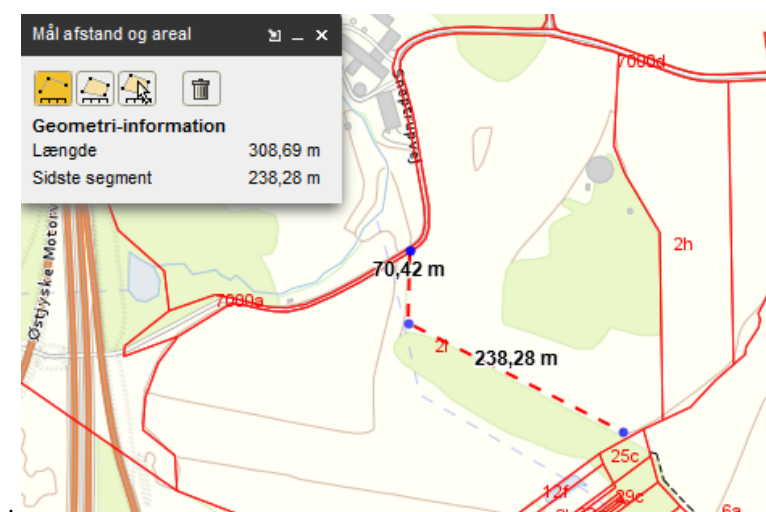 Mål afstand og areal
Geometri-information
Længde 308,69 m
Sidste segment 238,28 m
7000d
Sneptrupvej
2h
Østjyske Motorv
70,42 m
7000a
238,28 m
25c
12f
29c
6a